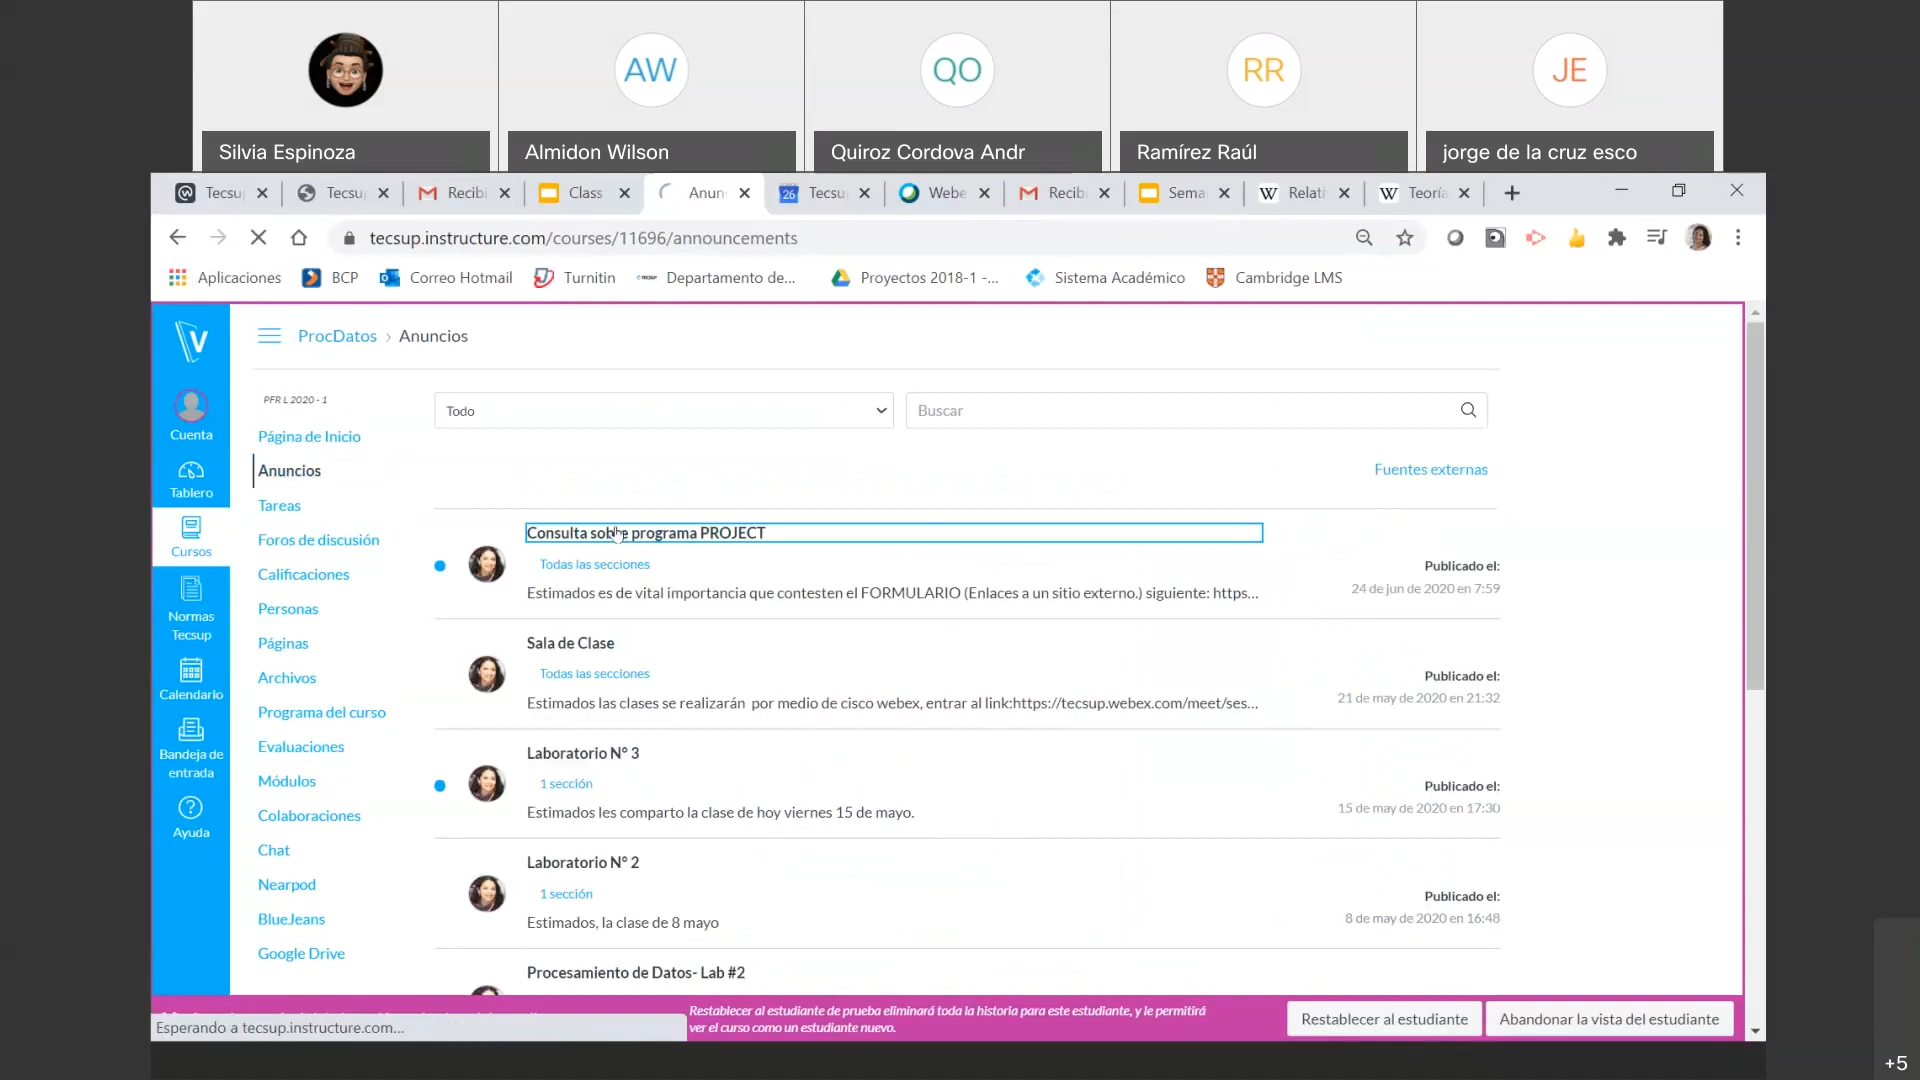 AW
QO
RR
JE
Silvia Espinoza
Almidon Wilson
Quiroz Cordova Andr
Ramírez Raúl
jorge de la cruz esco
Tecsu
Tecsu
Recibi
Class
Anun
26
Tecsu
Webe
Recib
Sema
W
Relati
W
Teoría
tecsup.instructure.com/courses/11696/announcements
Aplicaciones
BCP
Correo Hotmail
Turnitin
Departamento de...
Proyectos 2018-1 -...
Sistema Académico
Cambridge LMS
V
Cuenta
Tablero
Cursos
Normas
Tecsup
Calendario
Bandeja de
entrada
Ayuda
ProcDatos › Anuncios
PFR L 2020 - 1
Página de Inicio
Anuncios
Tareas
Foros de discusión
Calificaciones
Personas
Páginas
Archivos
Programa del curso
Evaluaciones
Módulos
Colaboraciones
Chat
Nearpod
BlueJeans
Google Drive
Todo
Buscar
Fuentes externas
Consulta sobre programa PROJECT
Todas las secciones
Estimados es de vital importancia que contesten el FORMULARIO (Enlaces a un sitio externo.) siguiente: https...
Publicado el:
24 de jun de 2020 en 7:59
Sala de Clase
Todas las secciones
Estimados las clases se realizarán por medio de cisco webex, entrar al link:https://tecsup.webex.com/meet/ses...
Publicado el:
21 de may de 2020 en 21:32
Laboratorio N° 3
1 sección
Estimados les comparto la clase de hoy viernes 15 de mayo.
Publicado el:
15 de may de 2020 en 17:30
Laboratorio N° 2
1 sección
Estimados, la clase de 8 mayo
Publicado el:
8 de may de 2020 en 16:48
Procesamiento de Datos- Lab #2
Esperando a tecsup.instructure.com...
Restablecer al estudiante de prueba eliminará toda la historia para este estudiante, y le permitirá
ver el curso como un estudiante nuevo.
Restablecer al estudiante
Abandonar la vista del estudiante
+5